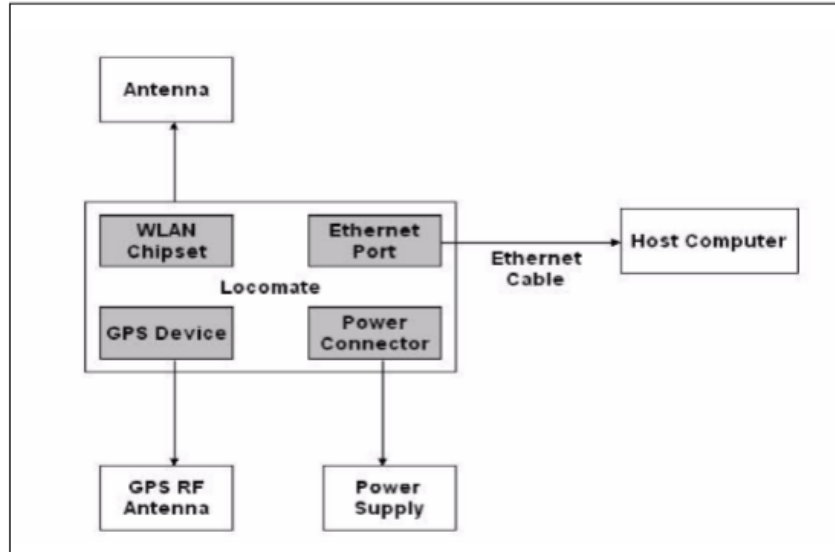 Antenna
WLAN
Chipset
Ethernet
Port
Ethernet
Cable
Host Computer
Locomate
GPS Device
Power
Connector
GPS RF
Antenna
Power
Supply